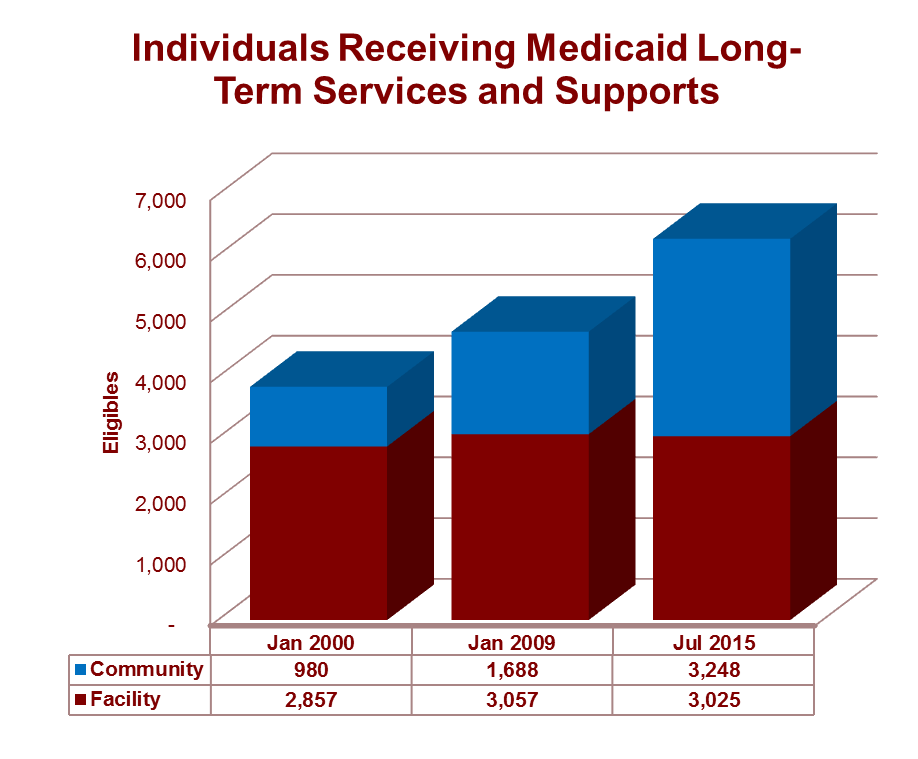 Individuals Receiving Medicaid Long-
Term Services and Supports
7,000
6,000
5,000
4,000
3,000
2,000
1,000
-
Eligibles
Jan 2000 Jan 2009 Jul 2015
Community 980 1,688 3,248
Facility 2,857 3,057 3,025